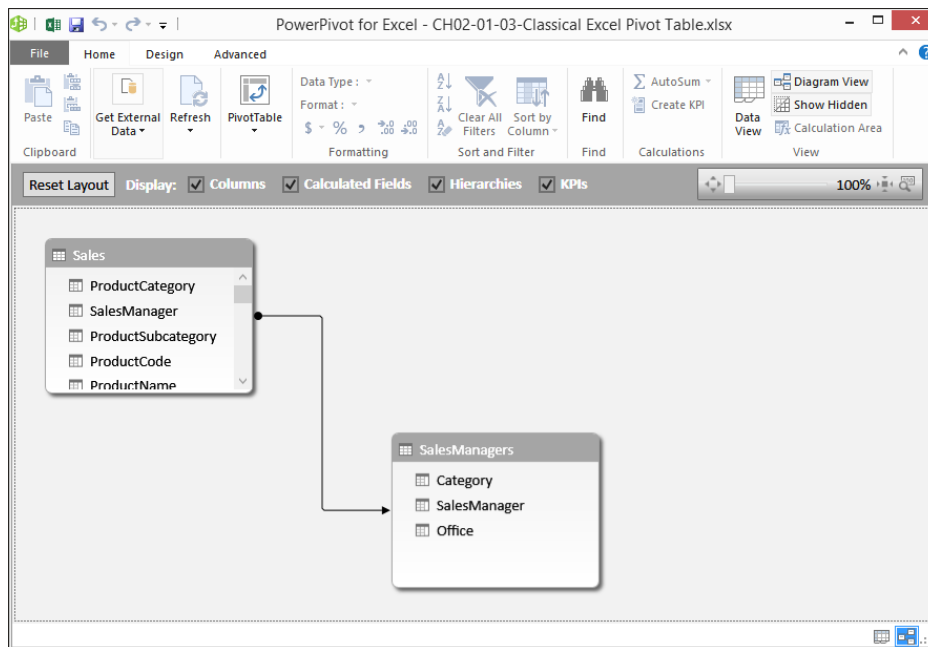 PowerPivot for Excel - CH02-01-03-Classical Excel Pivot Table.xlsx
File Home Design Advanced
Paste
Clipboard
Get External Data
Refresh
PivotTable
Data Type :
Format :
$ % , .00 .00
Formatting
Clear All Filters
Sort by Column
Sort and Filter
Find
Find
AutoSum
Create KPI
Calculations
Data View
Diagram View
Show Hidden
Calculation Area
View
Reset Layout Display: Columns Calculated Fields Hierarchies KPIs 100%
Sales
ProductCategory
SalesManager
ProductSubcategory
ProductCode
ProductName
SalesManagers
Category
SalesManager
Office